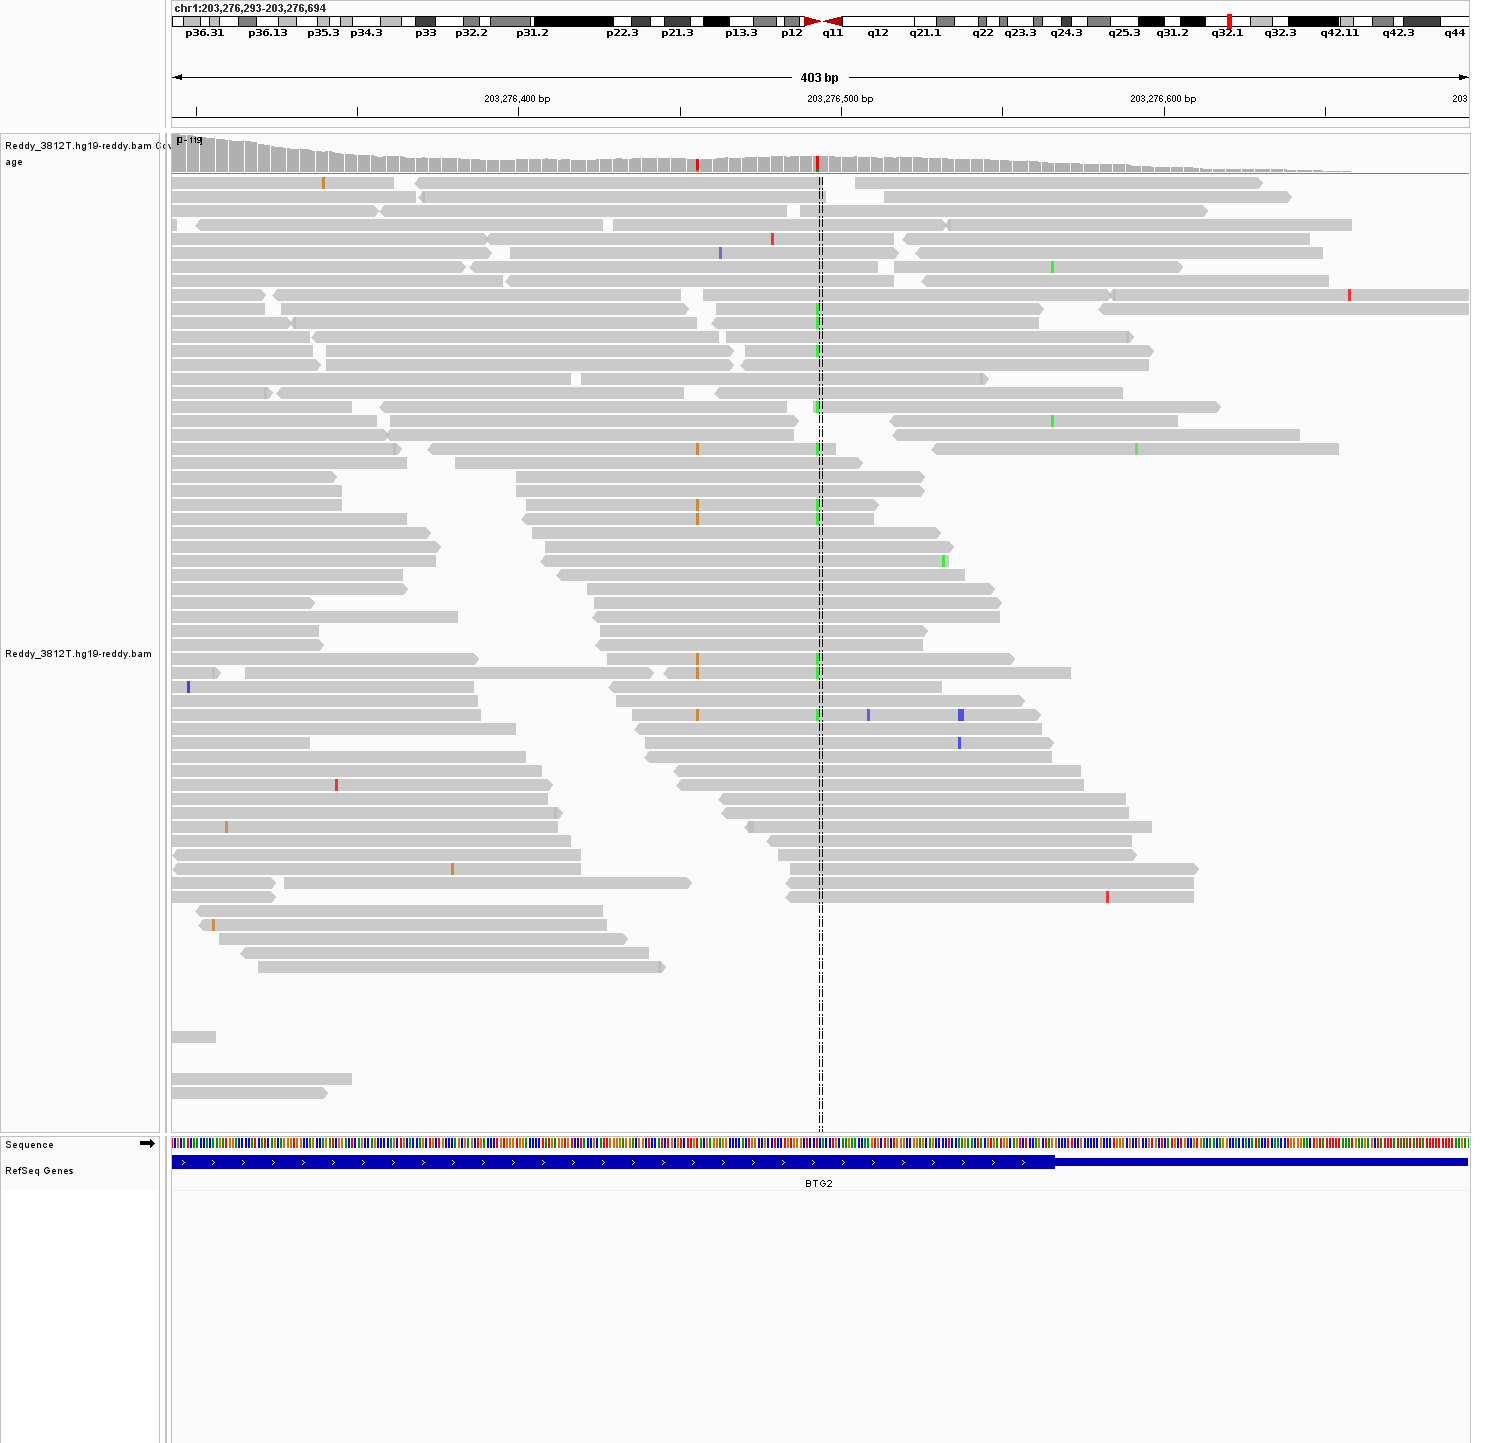 chr1:203,276,293-203,276,694
p36.31 p36.13 p35.3 p34.3 p33 p32.2 p31.2 p22.3 p21.3 p13.3 p12 q11 q12 q21.1 q22 q23.3 q24.3 q25.3 q31.2 q32.1 q32.3 q42.11 q42.3 q44
403 bp
203,276,400 bp 203,276,500 bp 203,276,600 bp 203
[0 - 119]
Reddy_3812T.hg19-reddy.bam Cov
age
Reddy_3812T.hg19-reddy.bam
Sequence
RefSeq Genes
BTG2